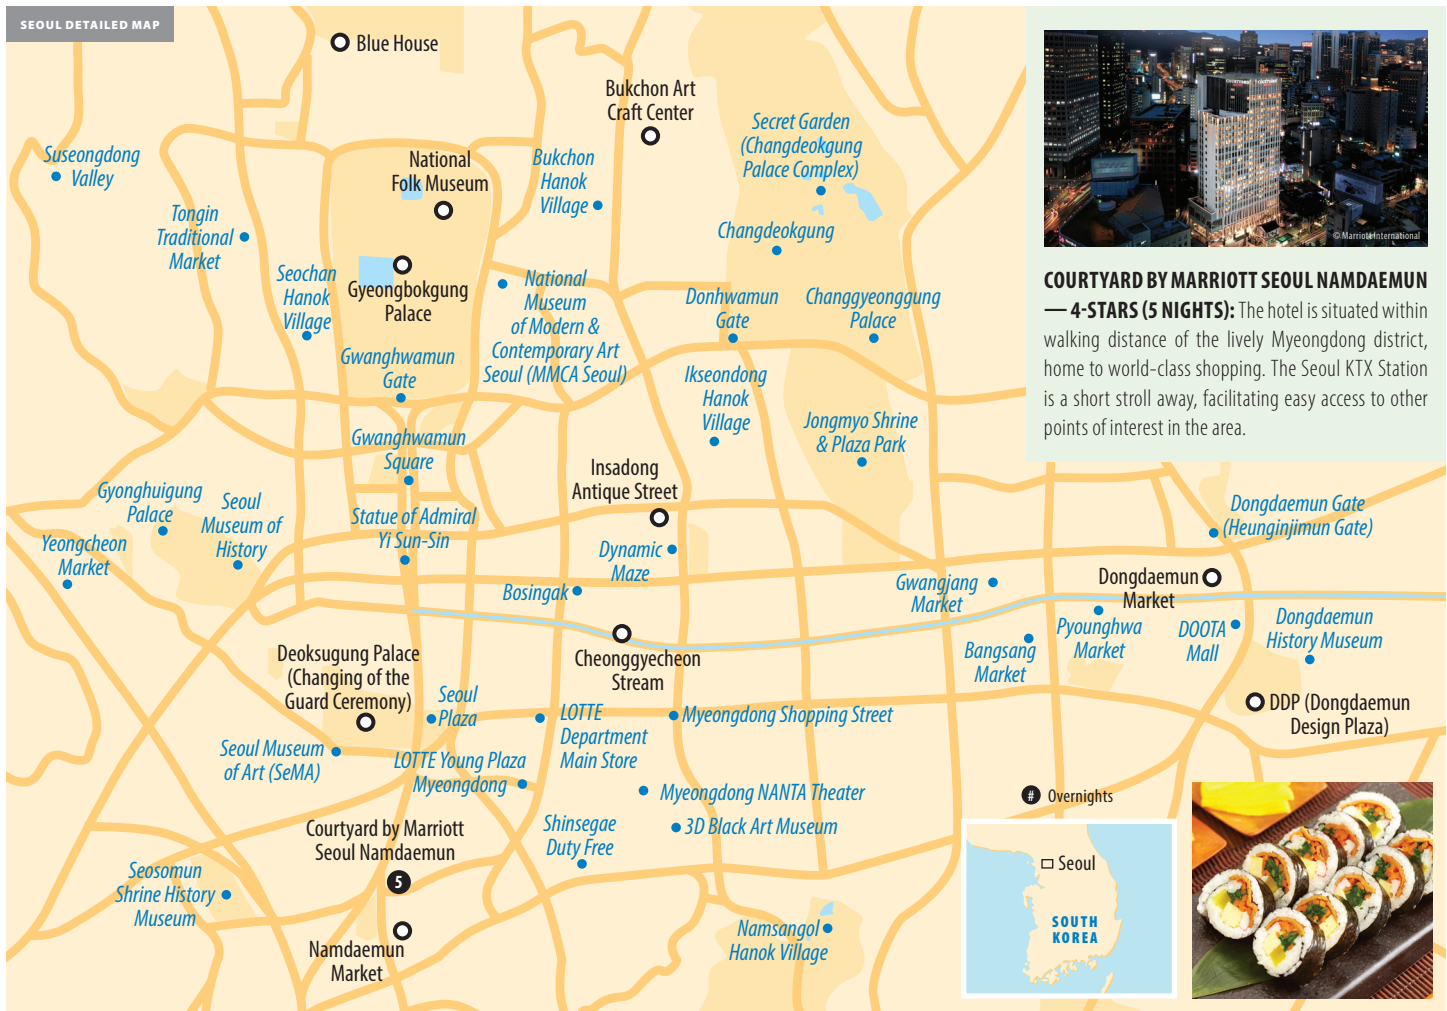 SEOUL DETAILED MAP
Blue House
Bukchon Art
Craft Center
Secret Garden
(Changdeokgung
Palace Complex)
Suseongdong
Valley
National
Folk Museum
Bukchon
Hanok
Village
Tongin
Traditional
Market
Changdeokgung
Seochan
Hanok
Village
Gyeongbokgung
Palace
National
Museum
of Modern &
Contemporary Art
Seoul (MMCA Seoul)
Donhwamun
Gate
Changgyeonggung
Palace
Gwanghwamun
Gate
Ikseondong
Hanok
Village
Jongmyo Shrine
& Plaza Park
Gwanghwamun
Square
Insadong
Antique Street
Gyonghuigung
Palace
Seoul
Museum of
History
Statue of Admiral
Yi Sun-Sin
Yeongcheon
Market
Dynamic
Maze
Bosingak
Gwangjang
Market
Dongdaemun
Market
Dongdaemun Gate
(Heunginjimun Gate)
Pyounghwa
Market
DOOTA
Mall
Dongdaemun
History Museum
Bangsang
Market
Cheonggyecheon
Stream
Deoksugung Palace
(Changing of the
Guard Ceremony)
Seoul
Plaza
LOTTE
Department
Main Store
Myeongdong Shopping Street
DDP (Dongdaemun
Design Plaza)
Seoul Museum
of Art (SeMA)
LOTTE Young Plaza
Myeongdong
Myeongdong NANTA Theater
3D Black Art Museum
Shinsegae
Duty Free
Courtyard by Marriott
Seoul Namdaemun
5
Seosomun
Shrine History
Museum
Namdaemun
Market
Namsangol
Hanok Village
# Overnights
Seoul
SOUTH
KOREA
© Marriott International
COURTYARD BY MARRIOTT SEOUL NAMDAEMUN
— 4-STARS (5 NIGHTS): The hotel is situated within
walking distance of the lively Myeongdong district,
home to world-class shopping. The Seoul KTX Station
is a short stroll away, facilitating easy access to other
points of interest in the area.